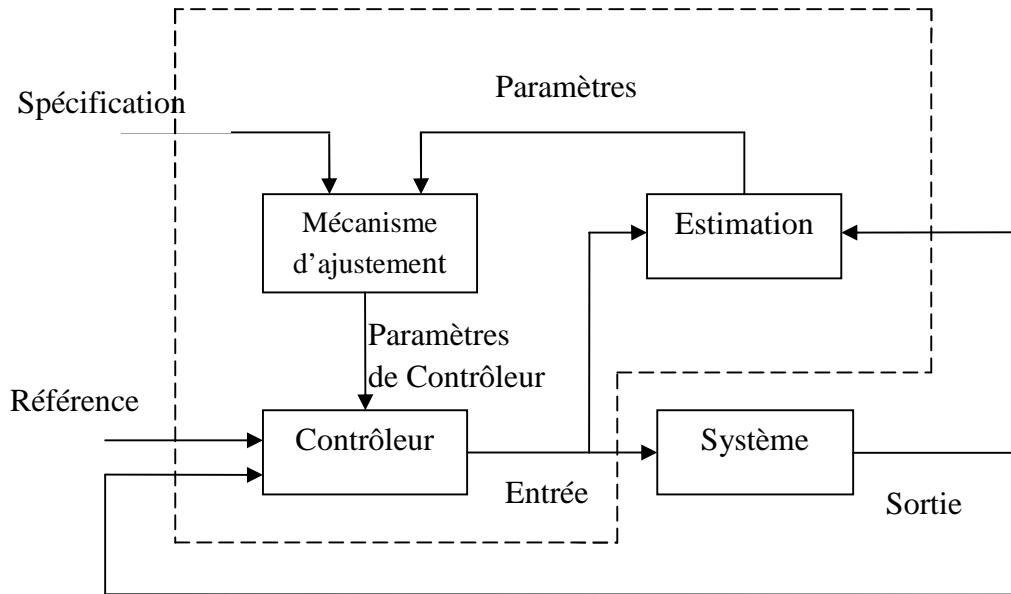 Paramètres
Spécification
Mécanisme
d’ajustement
Estimation
Paramètres
de Contrôleur
Référence
Contrôleur
Système
Entrée
Sortie